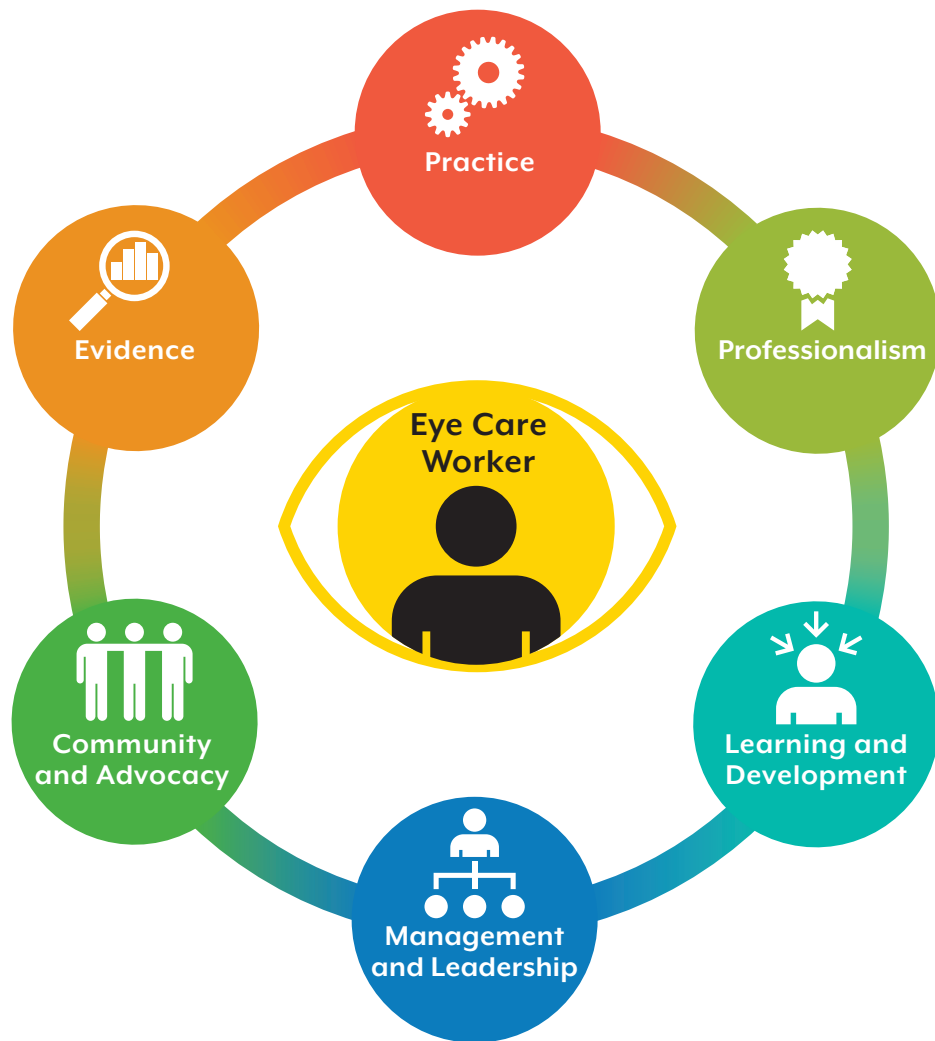 Practice
Evidence
Professionalism
Eye Care
Worker
Community
and Advocacy
Learning and
Development
Management
and Leadership